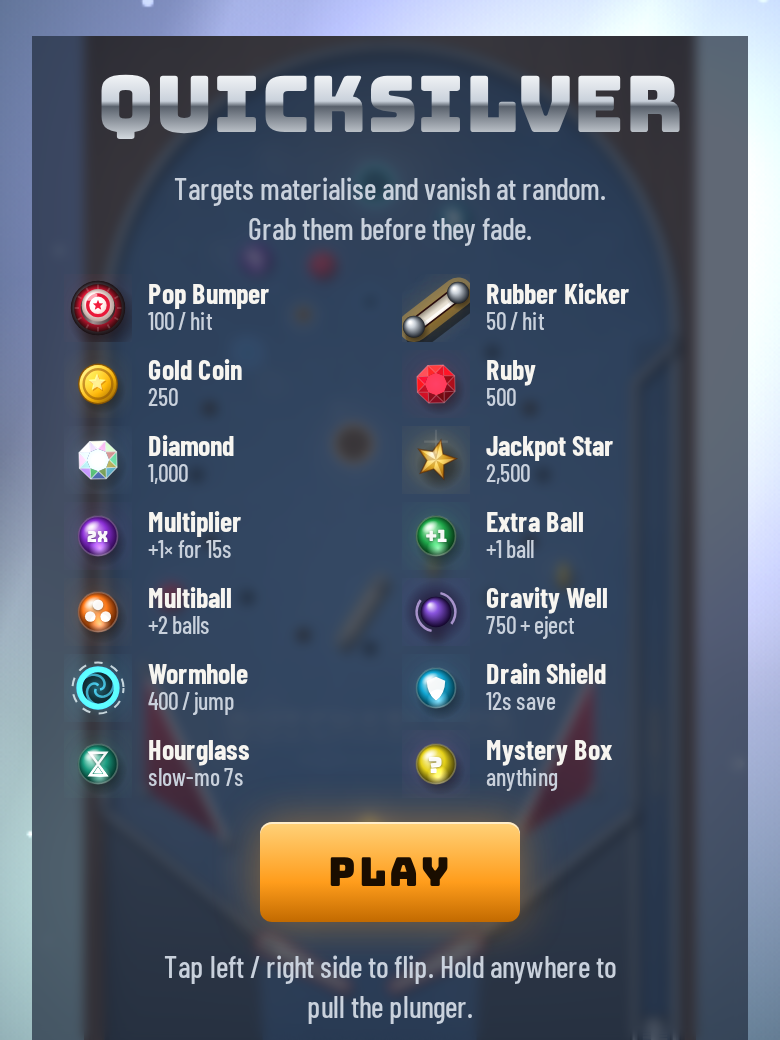 QUICKSILVER
Targets materialise and vanish at random.
Grab them before they fade.
Pop Bumper
100 / hit
Rubber Kicker
50 / hit
Gold Coin
250
Ruby
500
Diamond
1,000
Jackpot Star
2,500
2X
Multiplier
+1× for 15s
+1
Extra Ball
+1 ball
Multiball
+2 balls
Gravity Well
750 + eject
Wormhole
400 / jump
Drain Shield
12s save
Hourglass
slow-mo 7s
?
Mystery Box
anything
PLAY
Tap left / right side to flip. Hold anywhere to
pull the plunger.